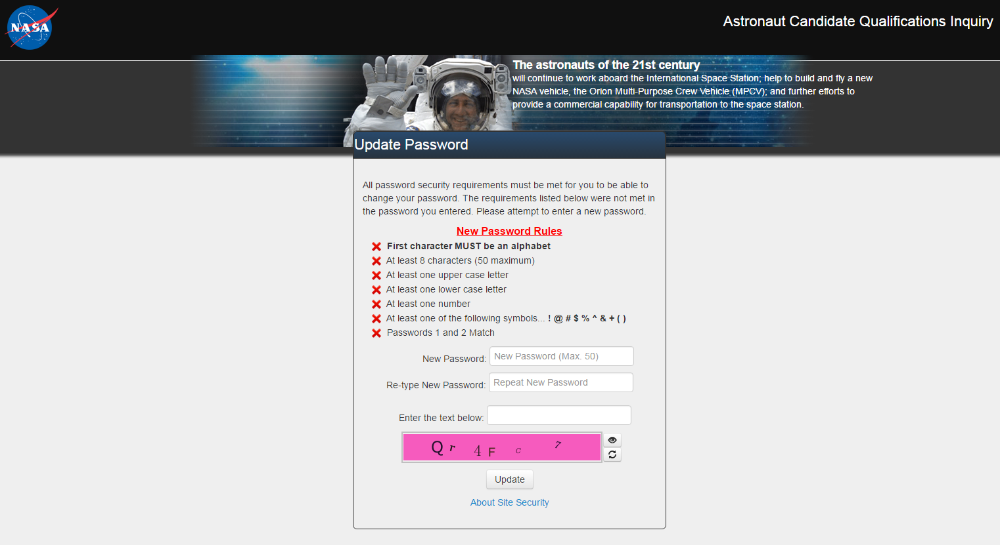 NASA
Astronaut Candidate Qualifications Inquiry
The astronauts of the 21st century
will continue to work aboard the International Space Station; help to build and fly a new
NASA vehicle, the Orion Multi-Purpose Crew Vehicle (MPCV); and further efforts to
provide a commercial capability for transportation to the space station.
Update Password
All password security requirements must be met for you to be able to
change your password. The requirements listed below were not met in
the password you entered. Please attempt to enter a new password.
New Password Rules
First character MUST be an alphabet
At least 8 characters (50 maximum)
At least one upper case letter
At least one lower case letter
At least one number
At least one of the following symbols... ! @ # $ % ^ & + ( )
Passwords 1 and 2 Match
New Password: New Password (Max. 50)
Re-type New Password: Repeat New Password
Enter the text below:
Q r 4 F c 7
Update
About Site Security